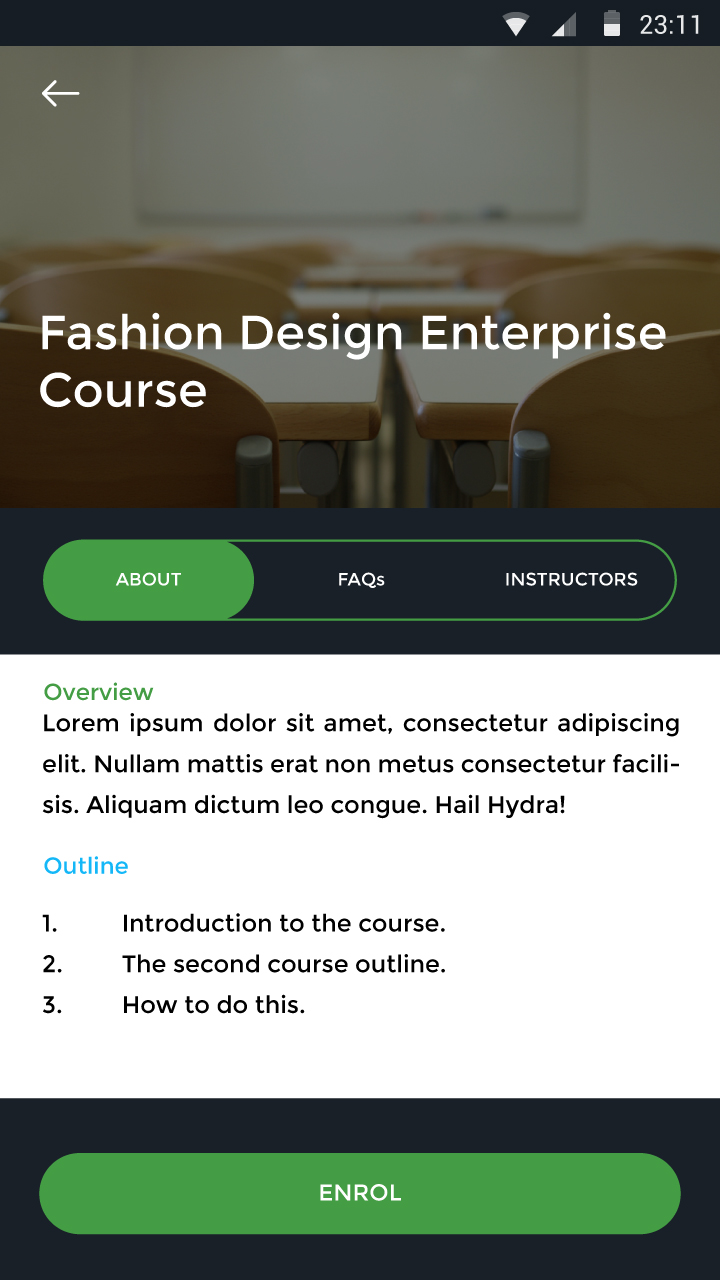 23:11
Fashion Design Enterprise
Course
ABOUT FAQs INSTRUCTORS
Overview
Lorem ipsum dolor sit amet, consectetur adipiscing
elit. Nullam mattis erat non metus consectetur facili-
sis. Aliquam dictum leo congue. Hail Hydra!
Outline
1. Introduction to the course.
2. The second course outline.
3. How to do this.
ENROL